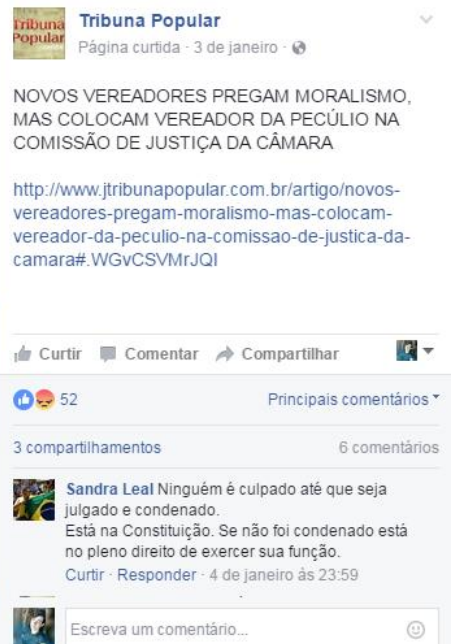 Tribuna
Popular
Tribuna Popular
Página curtida · 3 de janeiro ·
NOVOS VEREADORES PREGAM MORALISMO,
MAS COLOCAM VEREADOR DA PECÚLIO NA
COMISSÃO DE JUSTIÇA DA CÂMARA
http://www.jtribunapopular.com.br/artigo/novos-
vereadores-pregam-moralismo-mas-colocam-
vereador-da-peculio-na-comissao-de-justica-da-
camara#.WGvCSVMrJQI
Curtir Comentar Compartilhar
52 Principais comentários
3 compartilhamentos 6 comentários
Sandra Leal Ninguém é culpado até que seja
julgado e condenado.
Está na Constituição. Se não foi condenado está
no pleno direito de exercer sua função.
Curtir · Responder · 4 de janeiro às 23:59
Escreva um comentário...